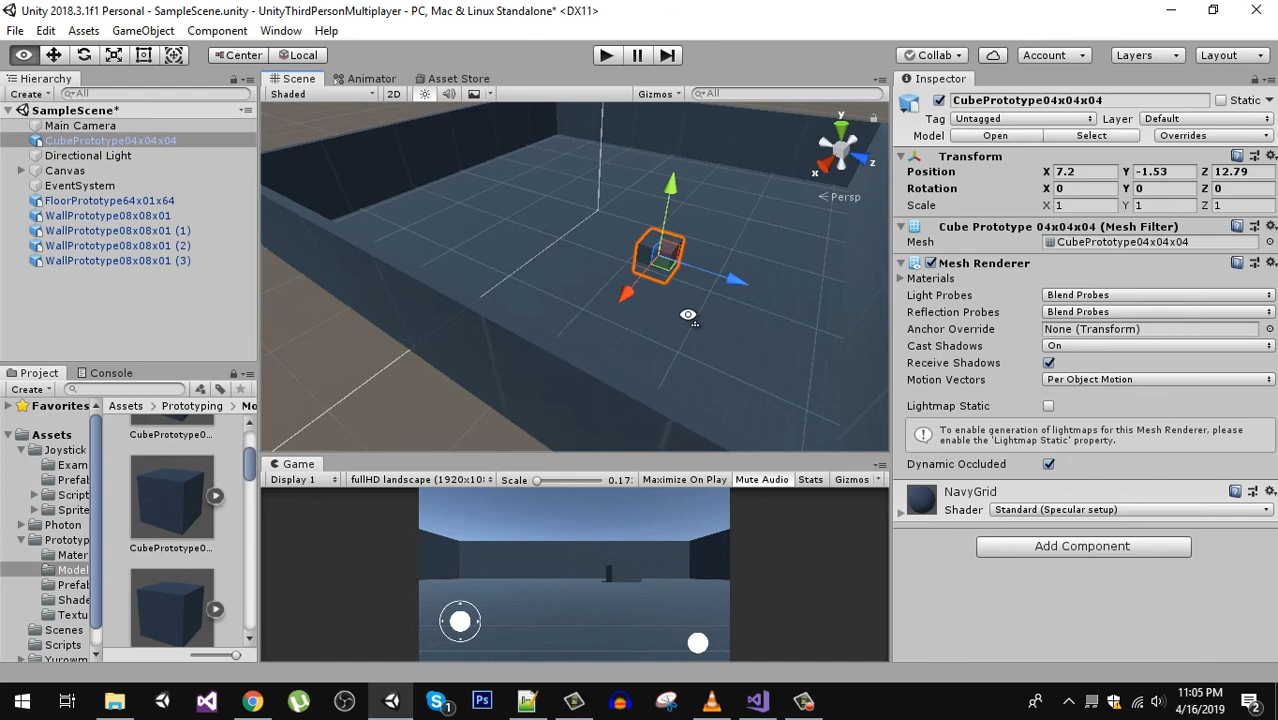 Unity 2018.3.1f1 Personal - SampleScene.unity - UnityThirdPersonMultiplayer - PC, Mac & Linux Standalone* <DX11>
File Edit Assets GameObject Component Window Help
Center Local Collab Account Layers Layout
Hierarchy
Create All
SampleScene*
Main Camera
CubePrototype04x04x04
Directional Light
Canvas
EventSystem
FloorPrototype64x01x64
WallPrototype08x08x01
WallPrototype08x08x01 (1)
WallPrototype08x08x01 (2)
WallPrototype08x08x01 (3)
Scene Animator Asset Store
Shaded 2D Gizmos All
y
x
z
Persp
Project Console
Create
Favorites
Assets
Joystick
Exam
Prefa
Script
Sprite
Photon
Prototyp
Mater
Model
Prefab
Shade
Textu
Scenes
Scripts
Yurowm
Assets Prototyping Mo
CubePrototype0...
CubePrototype0...
Game
Display 1 fullHD landscape (1920x10 Scale 0.17 Maximize On Play Mute Audio Stats Gizmos
Inspector
CubePrototype04x04x04 Static
Tag Untagged Layer Default
Model Open Select Overrides
Transform
Position X 7.2 Y -1.53 Z 12.79
Rotation X 0 Y 0 Z 0
Scale X 1 Y 1 Z 1
Cube Prototype 04x04x04 (Mesh Filter)
Mesh CubePrototype04x04x04
Mesh Renderer
Materials
Light Probes Blend Probes
Reflection Probes Blend Probes
Anchor Override None (Transform)
Cast Shadows On
Receive Shadows
Motion Vectors Per Object Motion
Lightmap Static
To enable generation of lightmaps for this Mesh Renderer, please
enable the 'Lightmap Static' property.
Dynamic Occluded
NavyGrid
Shader Standard (Specular setup)
Add Component
Ps
1
11:05 PM
4/16/2019
2